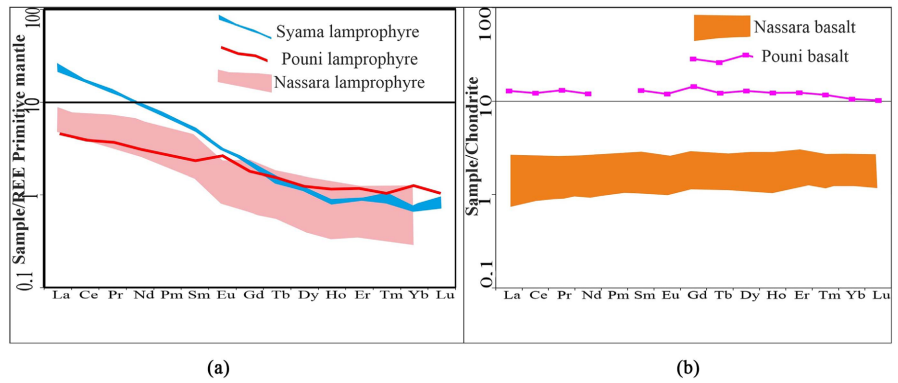 Sample/REE Primitive mantle
100
10
1
0.1
Syama lamprophyre
Pouni lamprophyre
Nassara lamprophyre
La Ce Pr Nd Pm Sm Eu Gd Tb Dy Ho Er Tm Yb Lu
(a)
Sample/Chondrite
100
10
1
0.1
Nassara basalt
Pouni basalt
La Ce Pr Nd Pm Sm Eu Gd Tb Dy Ho Er Tm Yb Lu
(b)